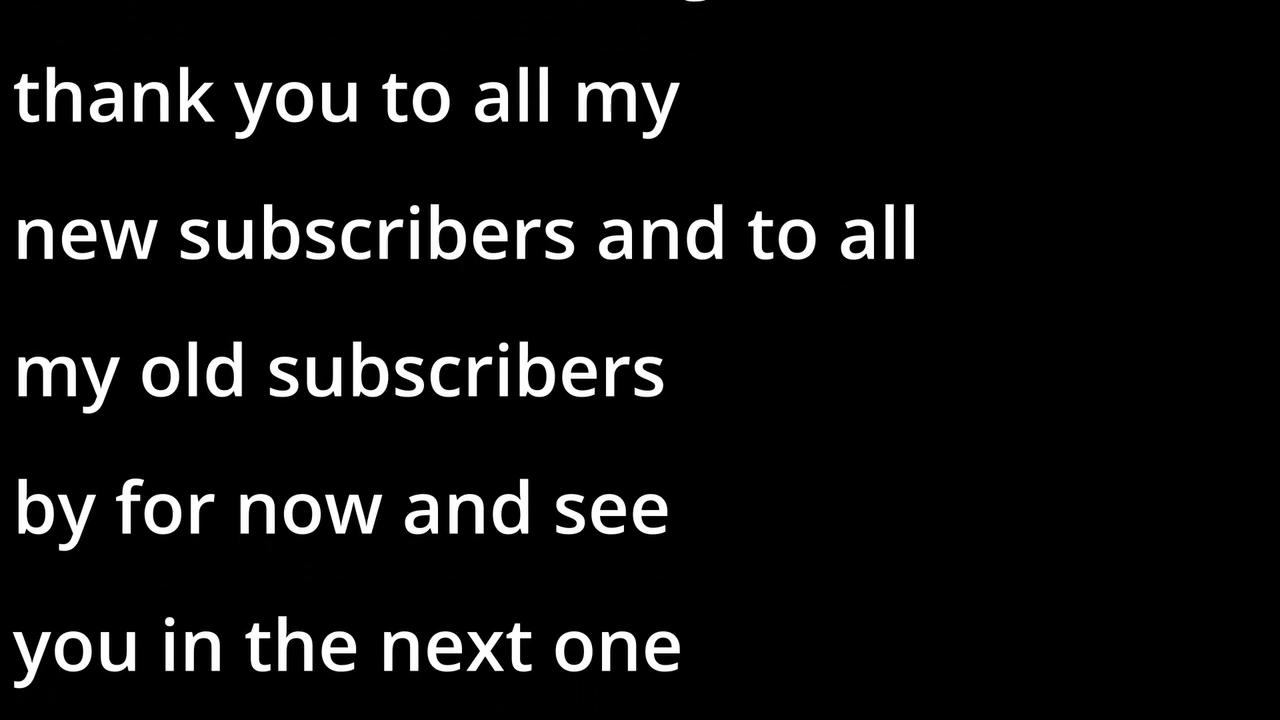 thank you to all my
new subscribers and to all
my old subscribers
by for now and see
you in the next one